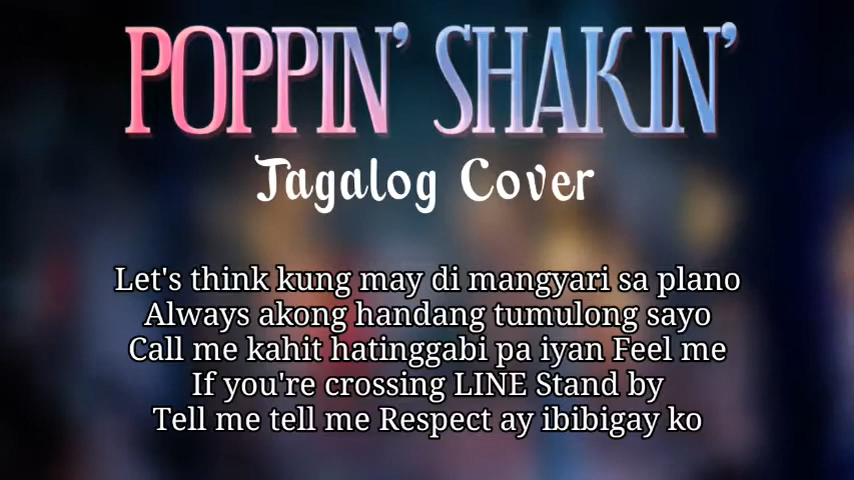 POPPIN' SHAKIN'
Tagalog Cover
Let's think kung may di mangyari sa plano
Always akong handang tumulong sayo
Call me kahit hatinggabi pa iyan Feel me
If you're crossing LINE Stand by
Tell me tell me Respect ay ibibigay ko